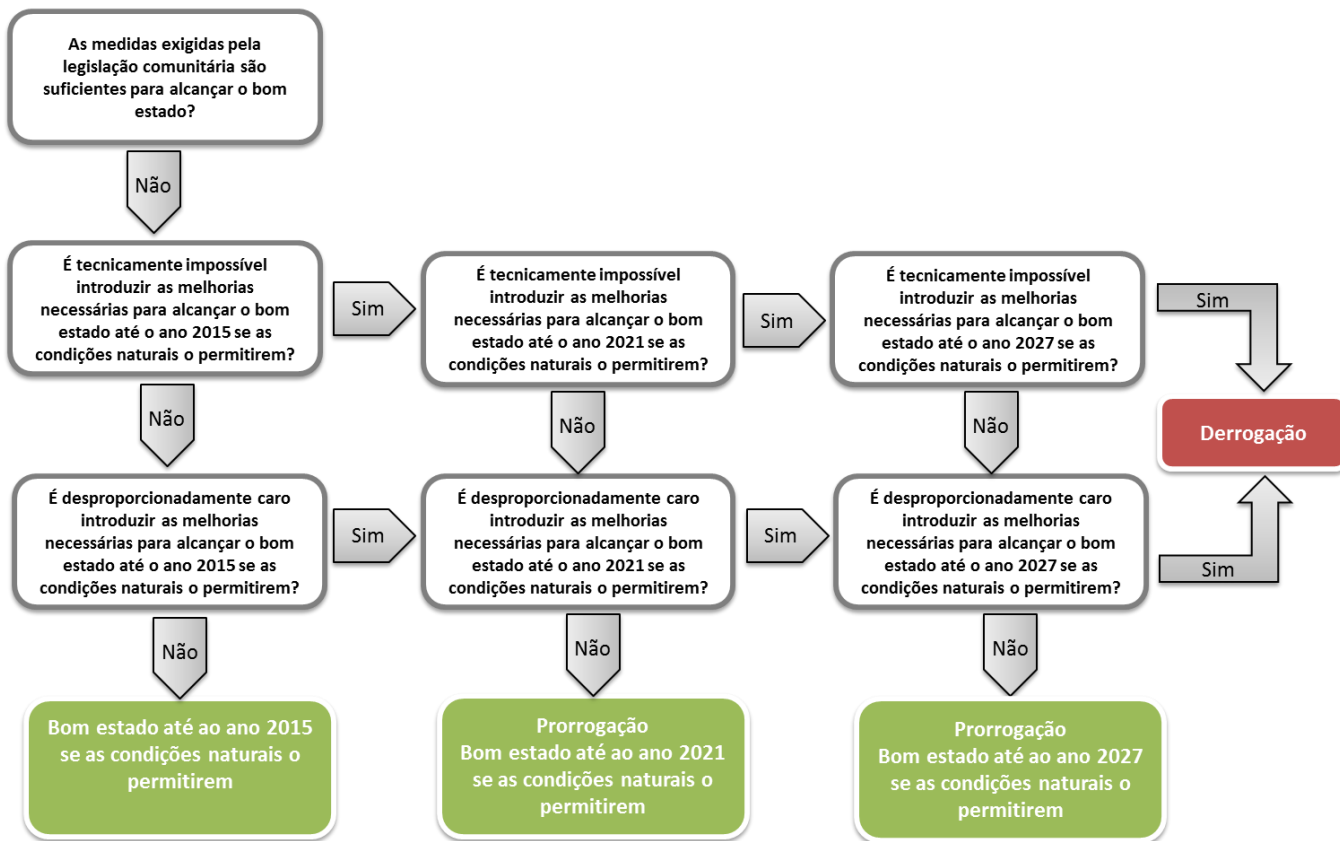 As medidas exigidas pela
legislação comunitária são
suficientes para alcançar o bom
estado?
Não
É tecnicamente impossível
introduzir as melhorias
necessárias para alcançar o bom
estado até o ano 2015 se as
condições naturais o permitirem?
Sim
É tecnicamente impossível
introduzir as melhorias
necessárias para alcançar o bom
estado até o ano 2021 se as
condições naturais o permitirem?
Sim
É tecnicamente impossível
introduzir as melhorias
necessárias para alcançar o bom
estado até o ano 2027 se as
condições naturais o permitirem?
Sim
Não
Não
Não
Derrogação
É desproporcionadamente caro
introduzir as melhorias
necessárias para alcançar o bom
estado até o ano 2015 se as
condições naturais o permitirem?
Sim
É desproporcionadamente caro
introduzir as melhorias
necessárias para alcançar o bom
estado até o ano 2021 se as
condições naturais o permitirem?
Sim
É desproporcionadamente caro
introduzir as melhorias
necessárias para alcançar o bom
estado até o ano 2027 se as
condições naturais o permitirem?
Sim
Não
Não
Não
Bom estado até ao ano 2015
se as condições naturais o
permitirem
Prorrogação
Bom estado até ao ano 2021
se as condições naturais o
permitirem
Prorrogação
Bom estado até ao ano 2027
se as condições naturais o
permitirem